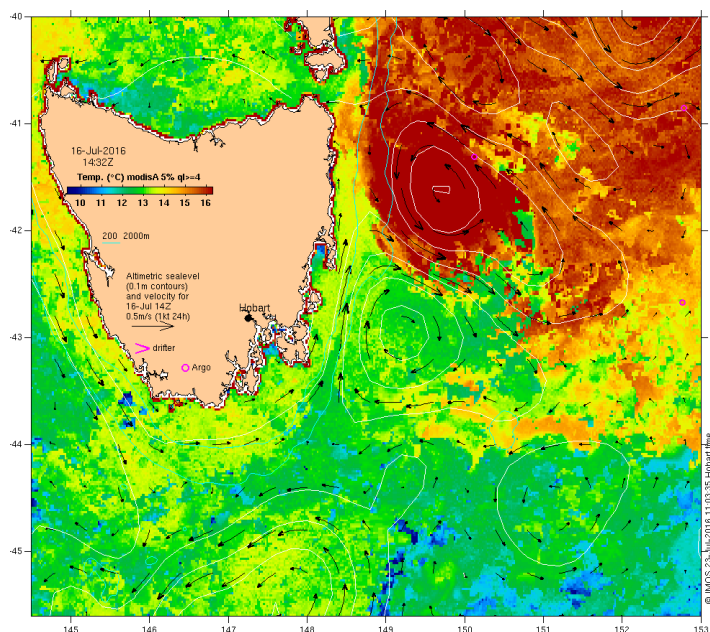 -40
-41
-42
-43
-44
-45
16-Jul-2016
14:32Z
Temp. (°C) modisA 5% ql>=4
10 11 12 13 14 15 16
200 2000m
Altimetric sealevel
(0.1m contours)
and velocity for
16-Jul 14Z
0.5m/s (1kt 24h)
Hobart
drifter
Argo
145 146 147 148 149 150 151 152 153
© IMOS 23-Jul-2016 11:03:35 Hobart time